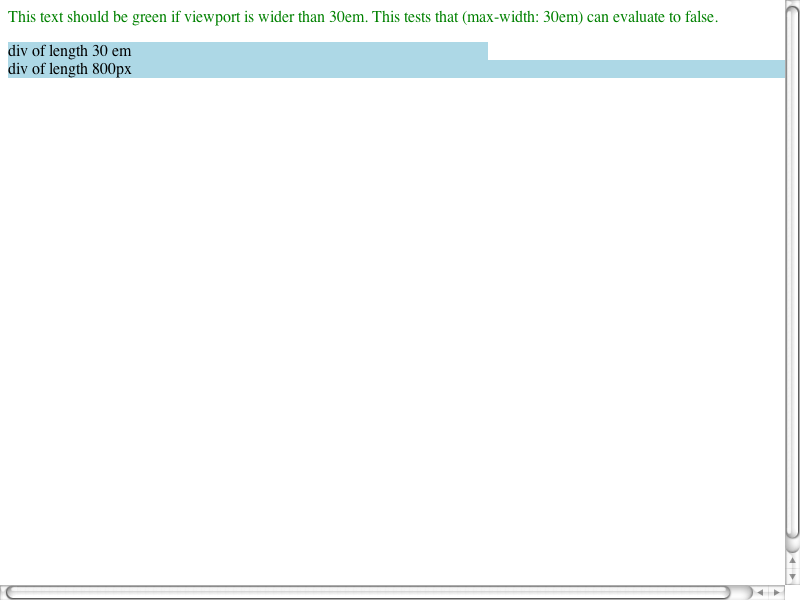 This text should be green if viewport is wider than 30em. This tests that (max-width: 30em) can evaluate to false.
div of length 30 em
div of length 800px